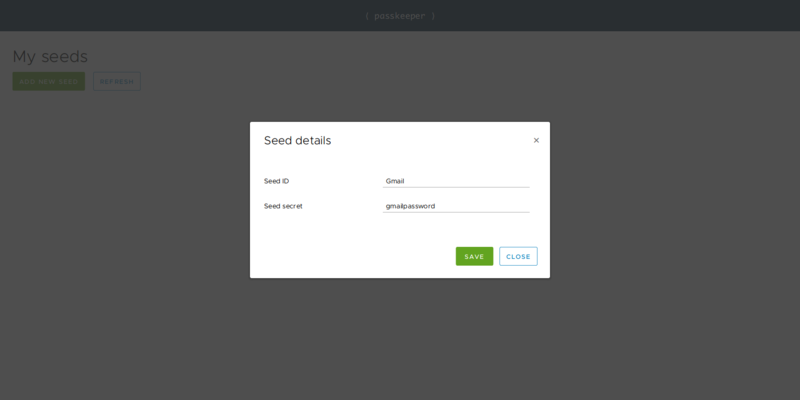 [ passkeeper ]
My seeds
ADD NEW SEED
REFRESH
Seed details
×
Seed ID
Gmail
Seed secret
gmailpassword
SAVE
CLOSE